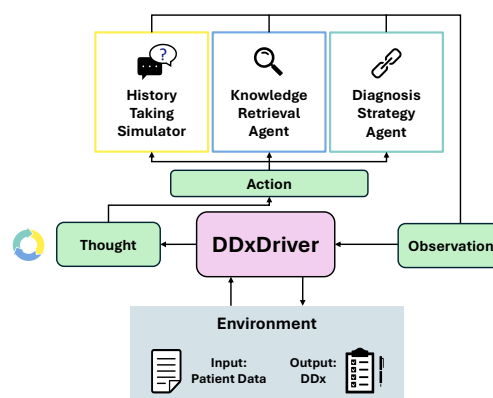 ?
History
Taking
Simulator
Knowledge
Retrieval
Agent
Diagnosis
Strategy
Agent
Action
Thought
DDxDriver
Observation
Environment
Input:
Patient Data
Output:
DDx